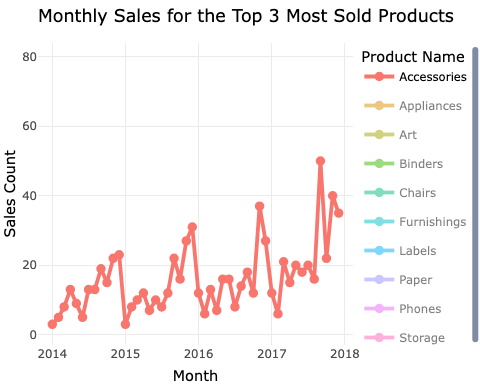 Monthly Sales for the Top 3 Most Sold Products
80
60
40
20
0
Sales Count
2014
2015
2016
2017
2018
Month
Product Name
Accessories
Appliances
Art
Binders
Chairs
Furnishings
Labels
Paper
Phones
Storage